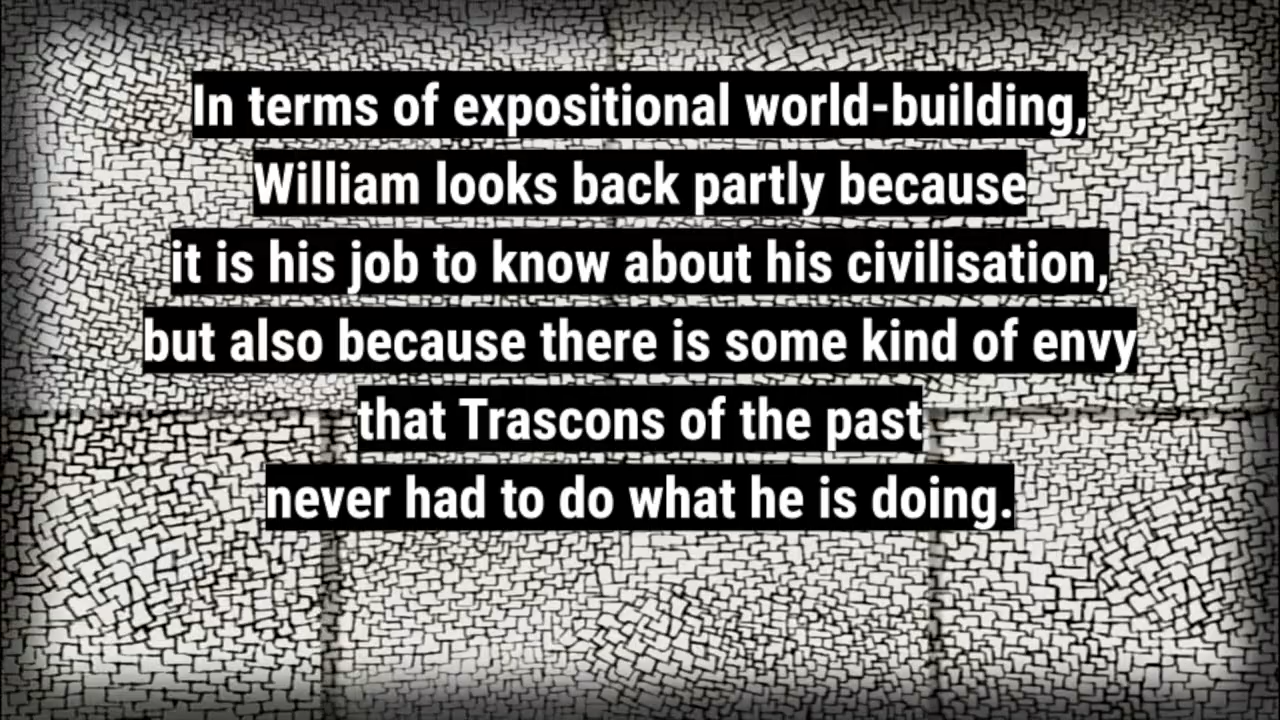 In terms of expositional world-building,
William looks back partly because
it is his job to know about his civilisation,
but also because there is some kind of envy
that Trascons of the past
never had to do what he is doing.